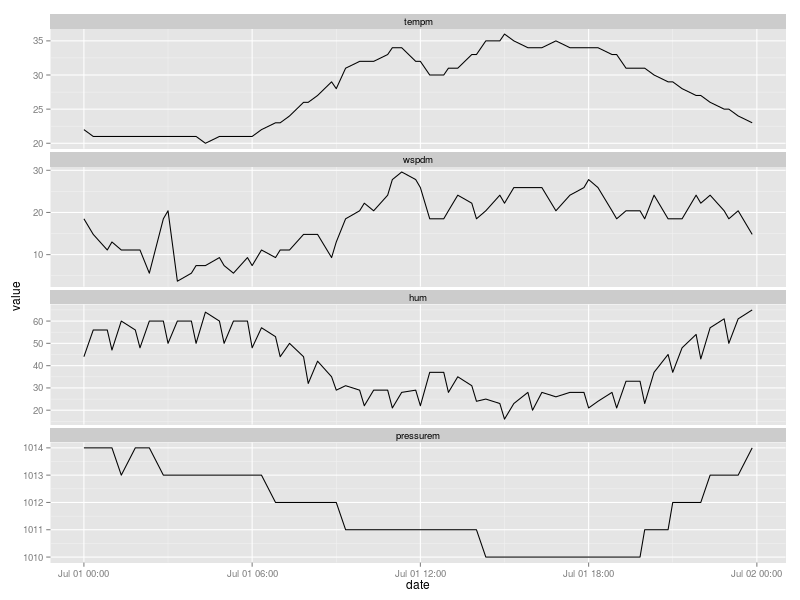 tempm
35
30
25
20
wspdm
30
20
10
value
hum
60
50
40
30
20
pressurem
1014
1013
1012
1011
1010
Jul 01 00:00
Jul 01 06:00
Jul 01 12:00
Jul 01 18:00
Jul 02 00:00
date